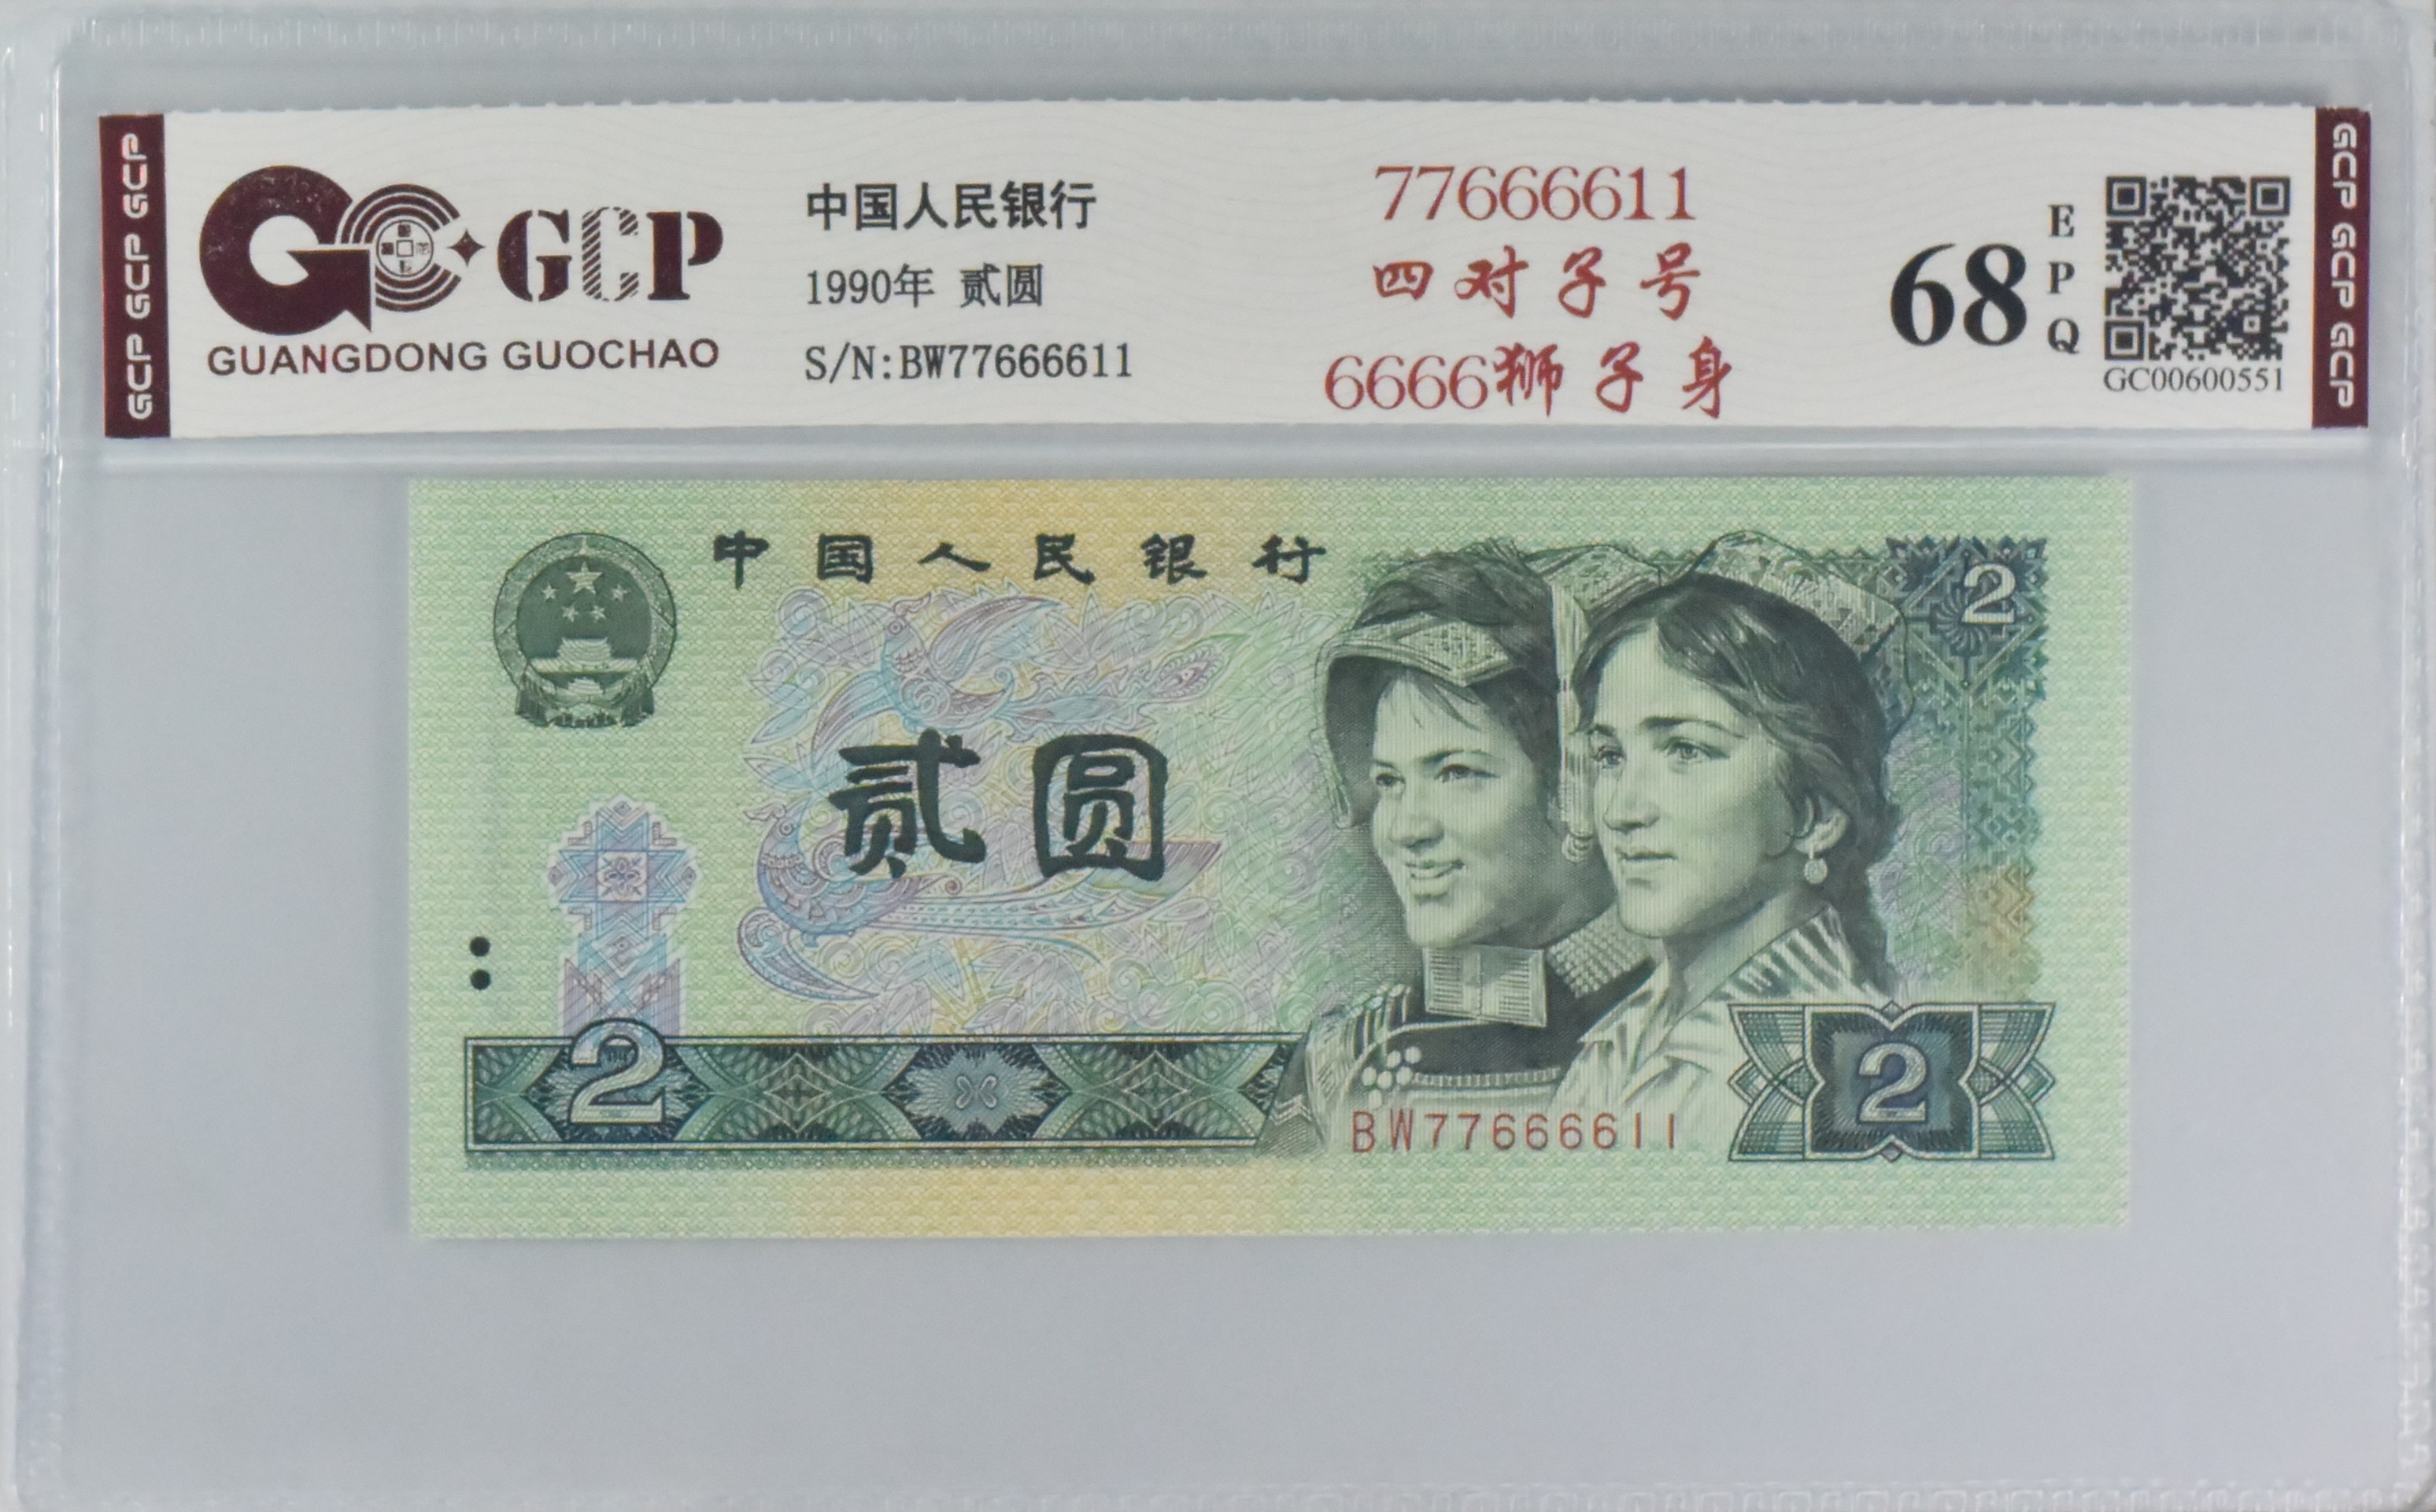 GCP GCP GCP
GCP
GUANGDONG GUOCHAO
中国人民银行
1990年 贰圆
S/N:BW77666611
77666611
四对子号
6666狮子身
68
EPQ
GC00600551
GCP GCP GCP
中国人民银行
2
贰圆
2
2
BW77666611